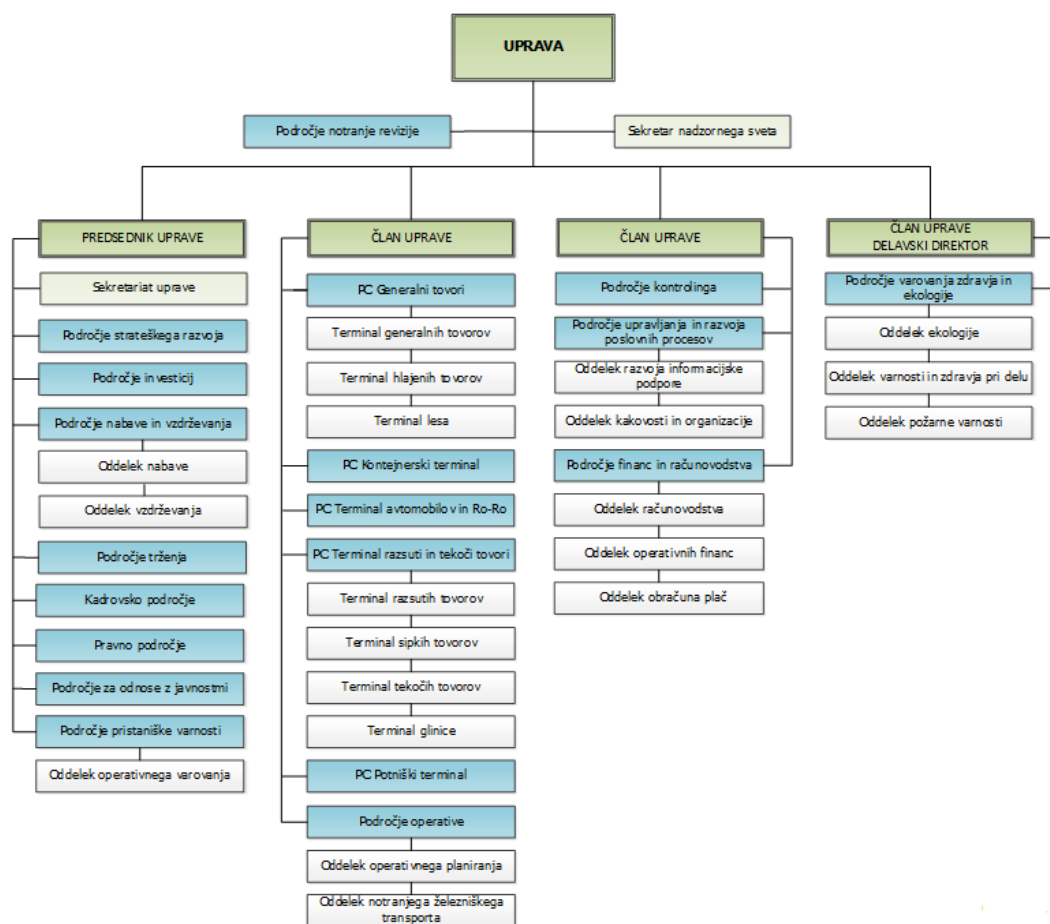 UPRAVA
Področje notranje revizije
Sekretar nadzornega sveta
PREDSEDNIK UPRAVE
Sekretariat uprave
Področje strateškega razvoja
Področje investicij
Področje nabave in vzdrževanja
Oddelek nabave
Oddelek vzdrževanja
Področje trženja
Kadrovsko področje
Pravno področje
Področje za odnose z javnostmi
Področje pristaniške varnosti
Oddelek operativnega varovanja
ČLAN UPRAVE
PC Generalni tovori
Terminal generalnih tovorov
Terminal hlajenih tovorov
Terminal lesa
PC Kontejnerski terminal
PC Terminal avtomobilov in Ro-Ro
PC Terminal razsuti in tekoči tovori
Terminal razsutih tovorov
Terminal sipkih tovorov
Terminal tekočih tovorov
Terminal glinice
PC Potniški terminal
Področje operative
Oddelek operativnega planiranja
Oddelek notranjega železniškega
transporta
ČLAN UPRAVE
Področje kontrolinga
Področje upravljanja in razvoja
poslovnih procesov
Oddelek razvoja informacijske
podpore
Oddelek kakovosti in organizacije
Področje financ in računovodstva
Oddelek računovodstva
Oddelek operativnih financ
Oddelek obračuna plač
ČLAN UPRAVE
DELAVSKI DIREKTOR
Področje varovanja zdravja in
ekologije
Oddelek ekologije
Oddelek varnosti in zdravja pri delu
Oddelek požarne varnosti